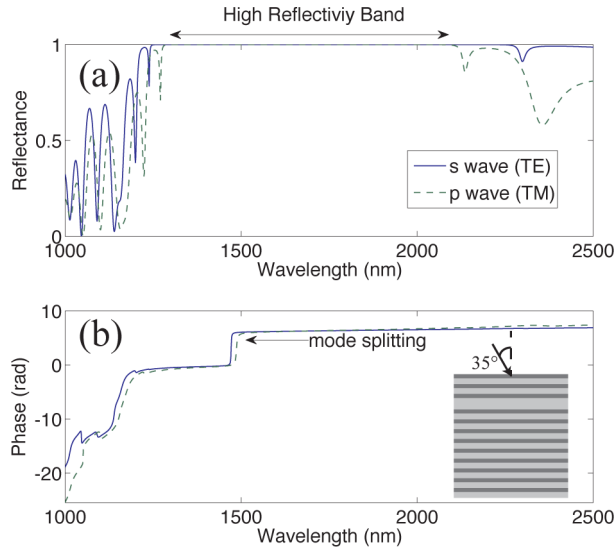 High Reflectiviy Band
(a)
1
0.5
0
Reflectance
s wave (TE)
p wave (TM)
1000
1500
2000
2500
Wavelength (nm)
(b)
10
0
-10
-20
Phase (rad)
mode splitting
35°
1000
1500
2000
2500
Wavelength (nm)